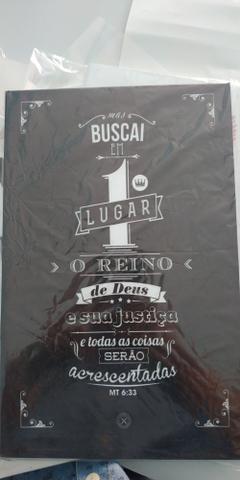 mas
BUSCAI
EM
1º
LUGAR
O REINO
de Deus
e sua justiça
e todas as coisas
SERÃO
acrescentadas
MT 6:33